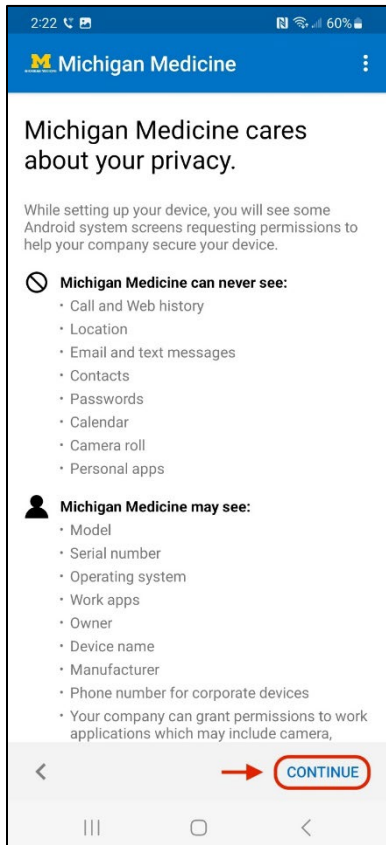 2:22 60%
Michigan Medicine
Michigan Medicine cares
about your privacy.
While setting up your device, you will see some
Android system screens requesting permissions to
help your company secure your device.
Michigan Medicine can never see:
· Call and Web history
· Location
· Email and text messages
· Contacts
· Passwords
· Calendar
· Camera roll
· Personal apps
Michigan Medicine may see:
· Model
· Serial number
· Operating system
· Work apps
· Owner
· Device name
· Manufacturer
· Phone number for corporate devices
· Your company can grant permissions to work
applications which may include camera,
CONTINUE